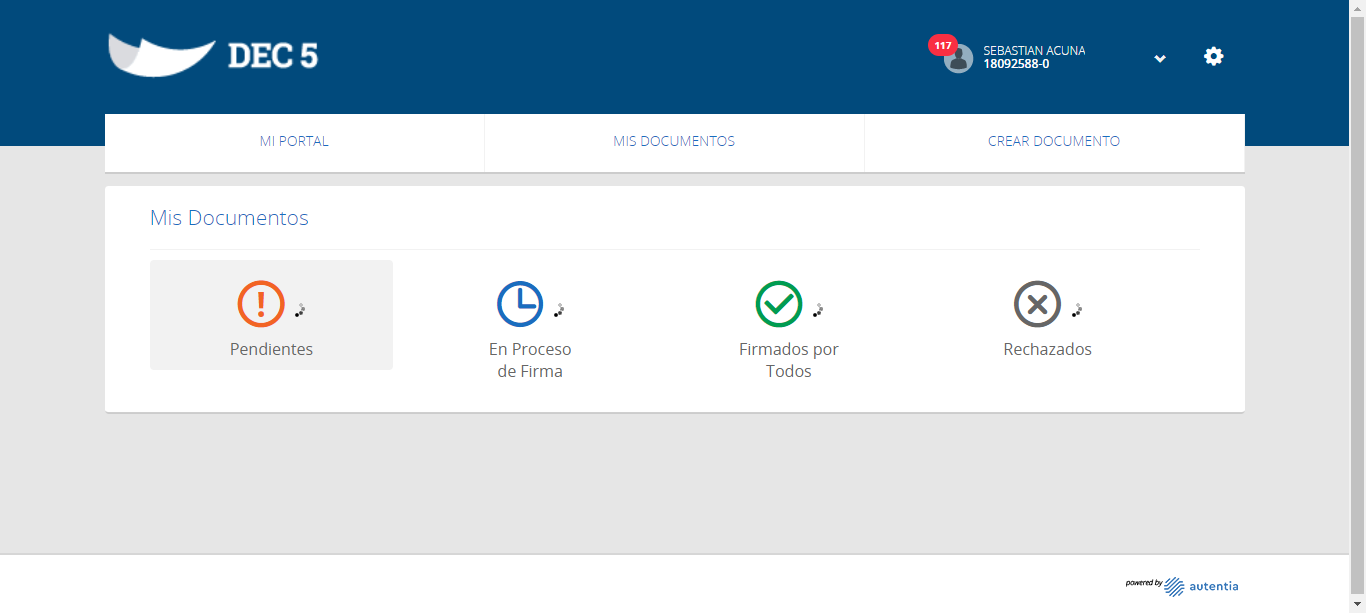 DEC 5
117
SEBASTIAN ACUNA
18092588-0
MI PORTAL
MIS DOCUMENTOS
CREAR DOCUMENTO
Mis Documentos
Pendientes
En Proceso
de Firma
Firmados por
Todos
Rechazados
powered by
autentia